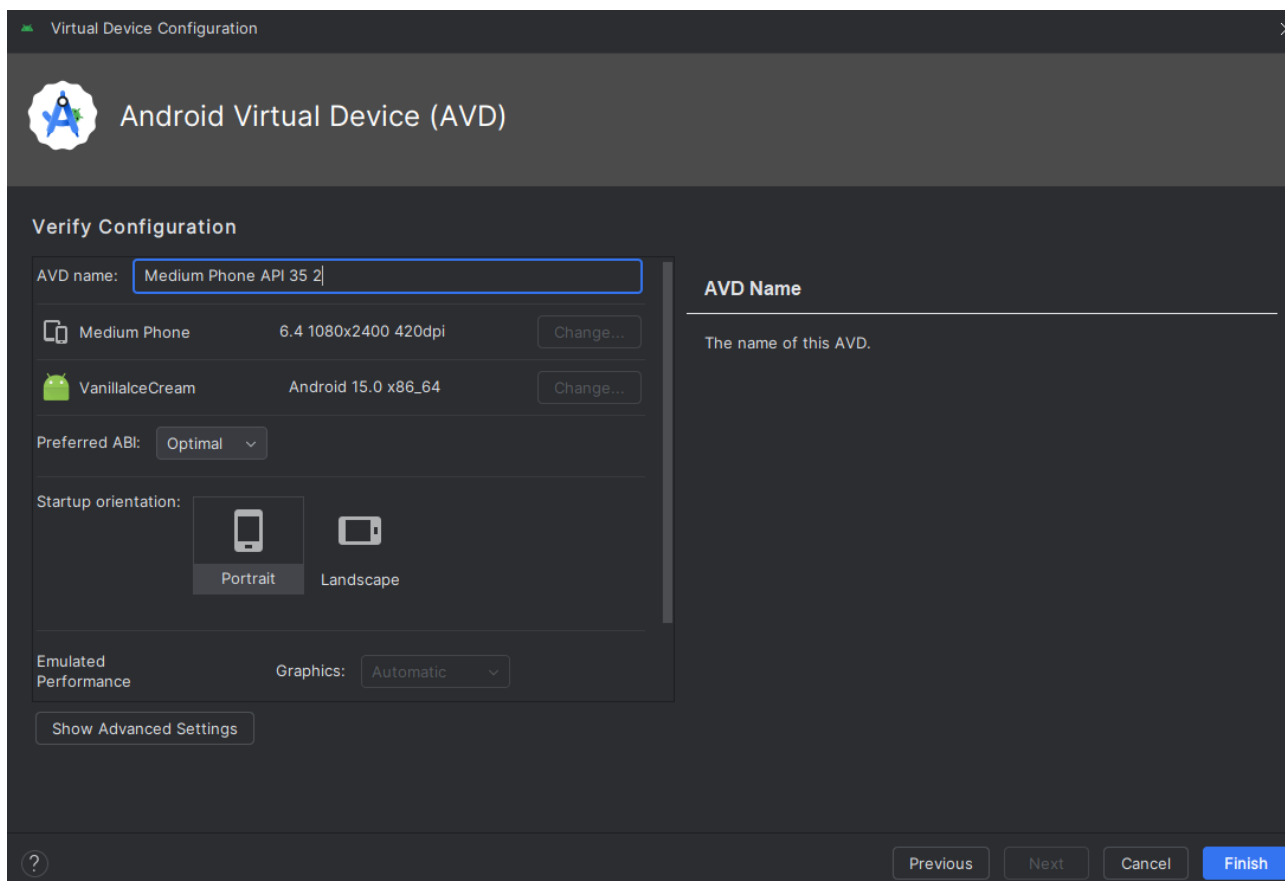 Virtual Device Configuration
Android Virtual Device (AVD)
Verify Configuration
AVD name: Medium Phone API 35 2
Medium Phone 6.4 1080x2400 420dpi Change...
VanillaIceCream Android 15.0 x86_64 Change...
Preferred ABI: Optimal
Startup orientation:
Portrait
Landscape
Emulated
Performance
Graphics: Automatic
Show Advanced Settings
AVD Name
The name of this AVD.
?
Previous Next Cancel Finish